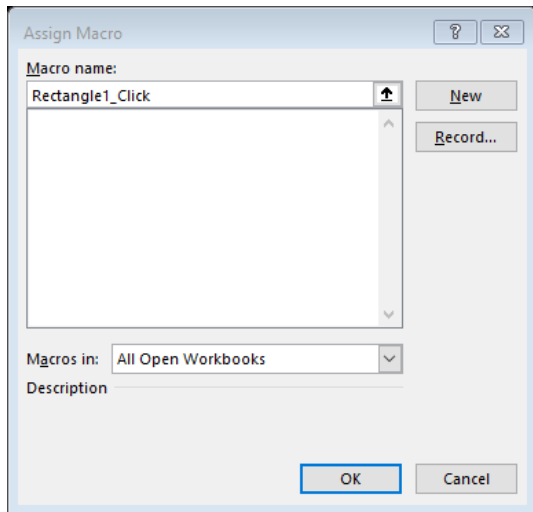 Assign Macro
Macro name:
Rectangle1_Click
New
Record...
Macros in: All Open Workbooks
Description
OK Cancel